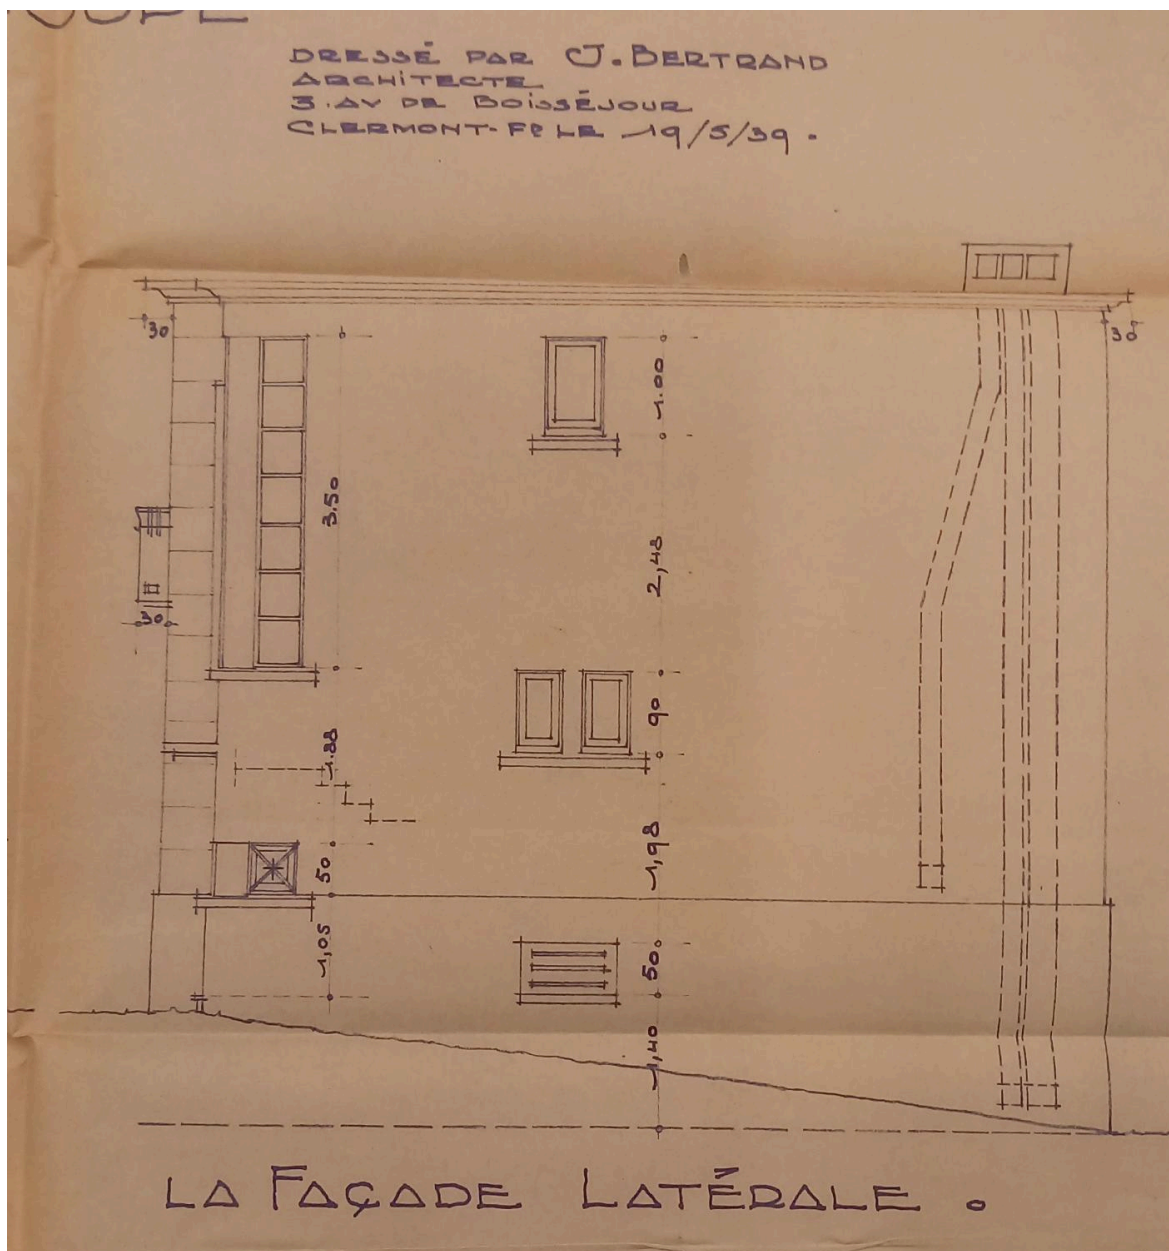 DRESSÉ PAR CJ. BERTRAND
ARCHITECTE
3. AV DE BOISSÉJOUR
CLERMONT-FD LE 19/5/39.
30
30
1.00
3.50
2,48
30
90
1.88
1,98
50
1,05
50
1,40
LA FAÇADE LATÉRALE.